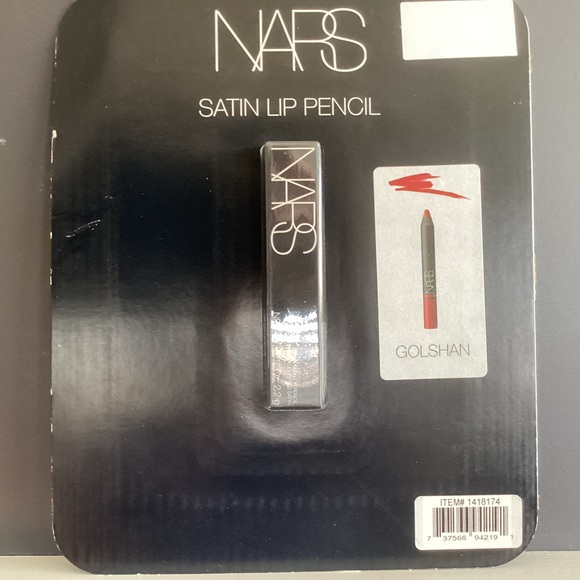 NARS
SATIN LIP PENCIL
NARS
NARS
GOLSHAN
ITEM# 1418174
7 37566 94219 1